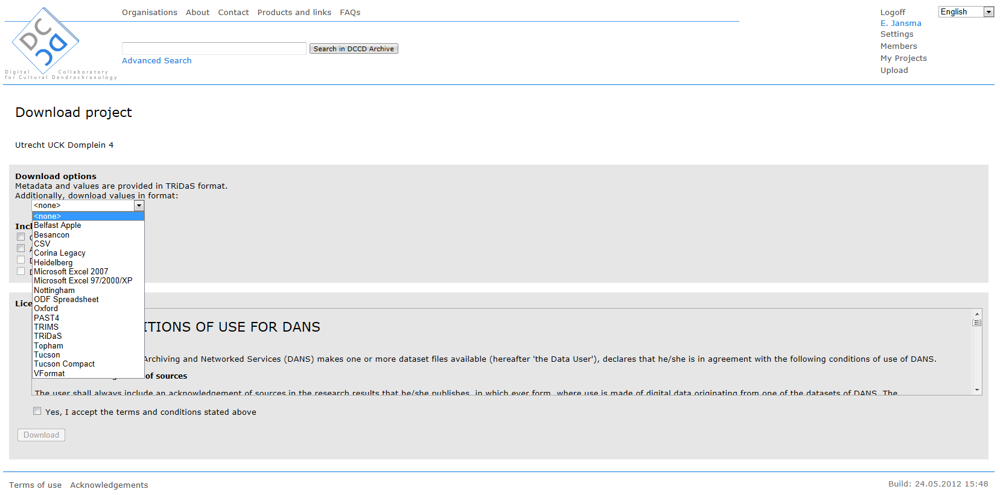 Organisations About Contact Products and links FAQs
Logoff
English
E. Jansma
Settings
Members
My Projects
Upload
DC
DC
Digital Collaboratory
for Cultural Dendrochronology
Search in DCCD Archive
Advanced Search
Download project
Utrecht UCK Domplein 4
Download options
Metadata and values are provided in TRiDaS format.
Additionally, download values in format:
<none>
<none>
Belfast Apple
Besancon
CSV
Corina Legacy
Heidelberg
Microsoft Excel 2007
Microsoft Excel 97/2000/XP
Nottingham
ODF Spreadsheet
Oxford
PAST4
TRIMS
TRiDaS
Topham
Tucson
Tucson Compact
VFormat
Incl
Lice
ITIONS OF USE FOR DANS
Archiving and Networked Services (DANS) makes one or more dataset files available (hereafter 'the Data User'), declares that he/she is in agreement with the following conditions of use of DANS.
of sources
The user shall always include an acknowledgement of sources in the research results that he/she publishes, in which ever form, where use is made of digital data originating from one of the datasets of DANS. The
Yes, I accept the terms and conditions stated above
Download
Terms of use Acknowledgements
Build: 24.05.2012 15:48